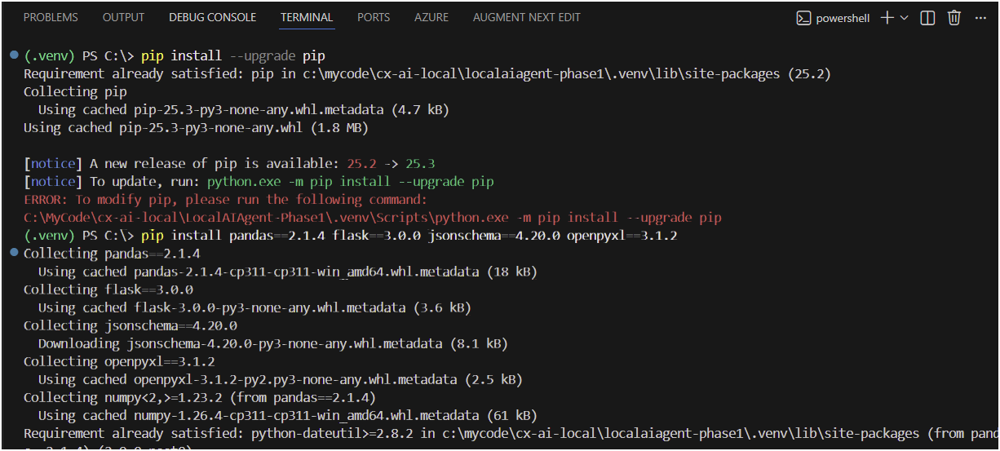 PROBLEMS OUTPUT DEBUG CONSOLE TERMINAL PORTS AZURE AUGMENT NEXT EDIT powershell
(.venv) PS C:\> pip install --upgrade pip
Requirement already satisfied: pip in c:\mycode\cx-ai-local\localaiagent-phase1\.venv\lib\site-packages (25.2)
Collecting pip
  Using cached pip-25.3-py3-none-any.whl.metadata (4.7 kB)
Using cached pip-25.3-py3-none-any.whl (1.8 MB)
[notice] A new release of pip is available: 25.2 -> 25.3
[notice] To update, run: python.exe -m pip install --upgrade pip
ERROR: To modify pip, please run the following command:
C:\MyCode\cx-ai-local\LocalAIAgent-Phase1\.venv\Scripts\python.exe -m pip install --upgrade pip
(.venv) PS C:\> pip install pandas==2.1.4 flask==3.0.0 jsonschema==4.20.0 openpyxl==3.1.2
Collecting pandas==2.1.4
  Using cached pandas-2.1.4-cp311-cp311-win_amd64.whl.metadata (18 kB)
Collecting flask==3.0.0
  Using cached flask-3.0.0-py3-none-any.whl.metadata (3.6 kB)
Collecting jsonschema==4.20.0
  Downloading jsonschema-4.20.0-py3-none-any.whl.metadata (8.1 kB)
Collecting openpyxl==3.1.2
  Using cached openpyxl-3.1.2-py2.py3-none-any.whl.metadata (2.5 kB)
Collecting numpy<2,>=1.23.2 (from pandas==2.1.4)
  Using cached numpy-1.26.4-cp311-cp311-win_amd64.whl.metadata (61 kB)
Requirement already satisfied: python-dateutil>=2.8.2 in c:\mycode\cx-ai-local\localaiagent-phase1\.venv\lib\site-packages (from pand